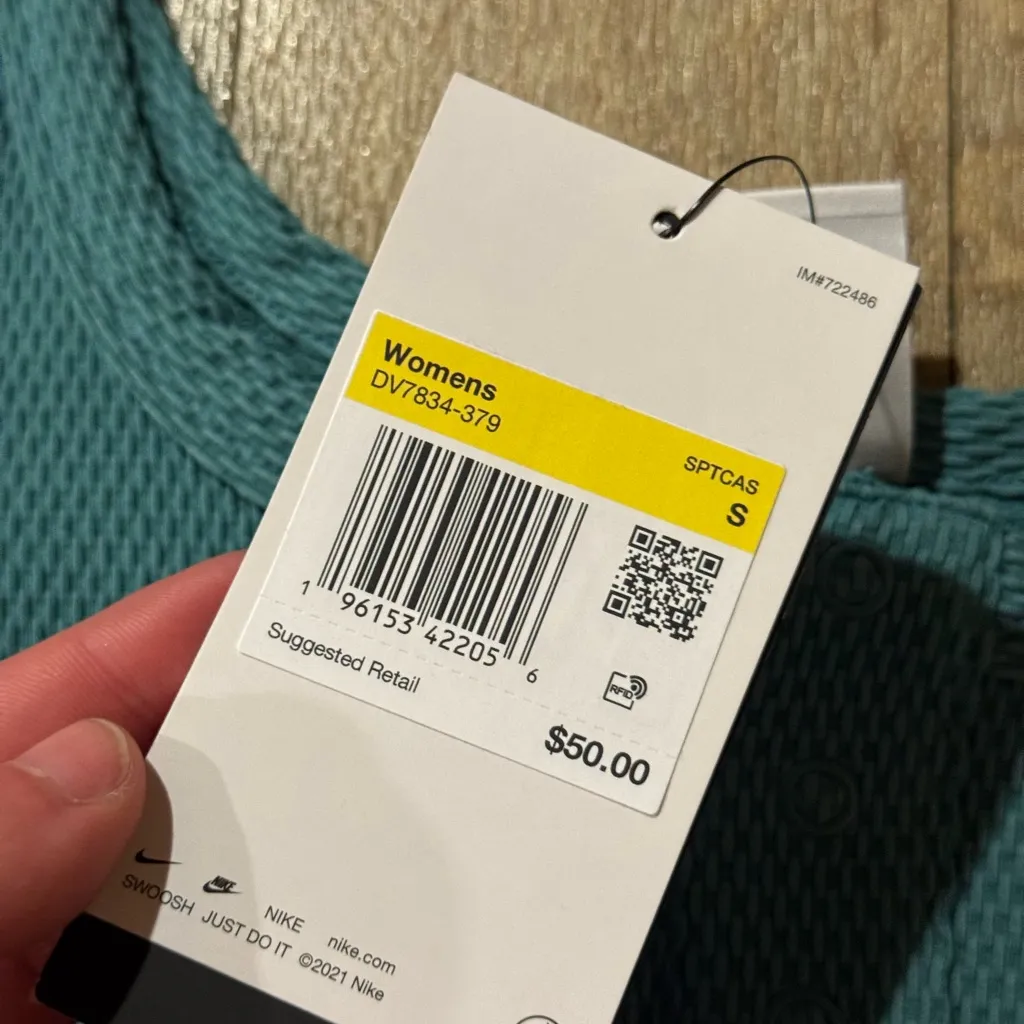 IM#722486
Womens
DV7834-379
SPTCAS
S
1 96153 42205 6
RFID
Suggested Retail
$50.00
NIKE
SWOOSH JUST DO IT
NIKE
nike.com
©2021 Nike